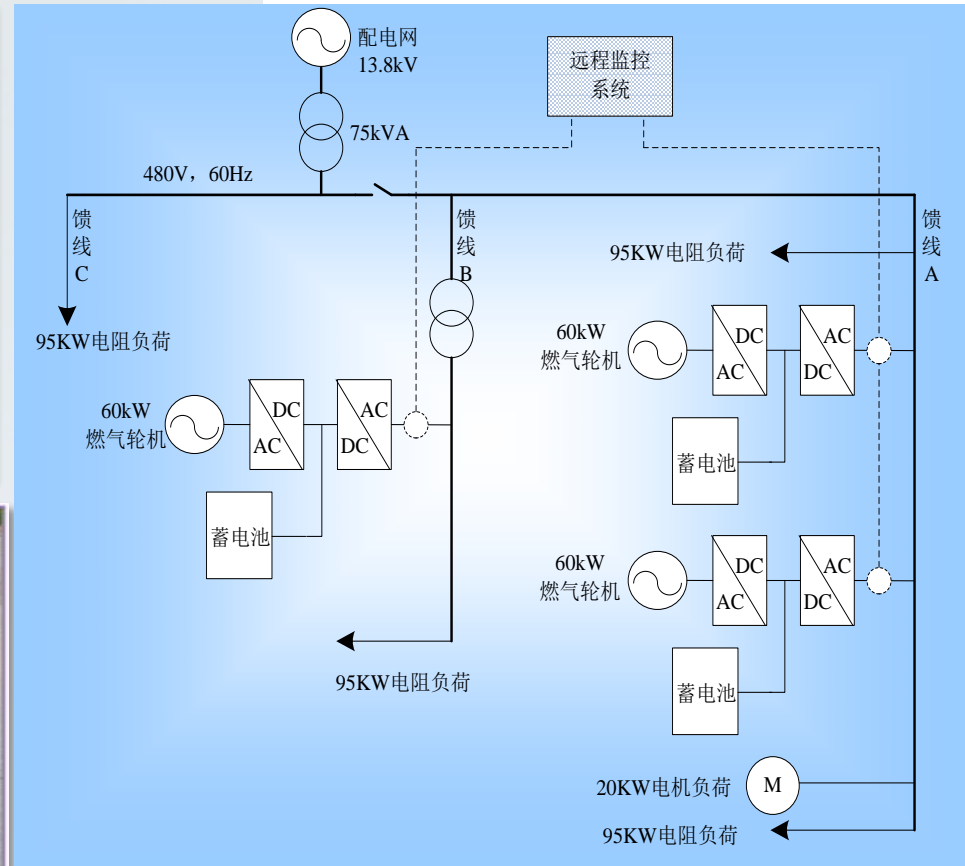 配电网
13.8kV
远程监控
系统
75kVA
480V，60Hz
馈
线
C
馈
线
B
馈
线
A
95KW电阻负荷
95KW电阻负荷
60kW
燃气轮机
DC
AC
AC
DC
蓄电池
60kW
燃气轮机
DC
AC
AC
DC
蓄电池
60kW
燃气轮机
DC
AC
AC
DC
蓄电池
95KW电阻负荷
20KW电机负荷
M
95KW电阻负荷